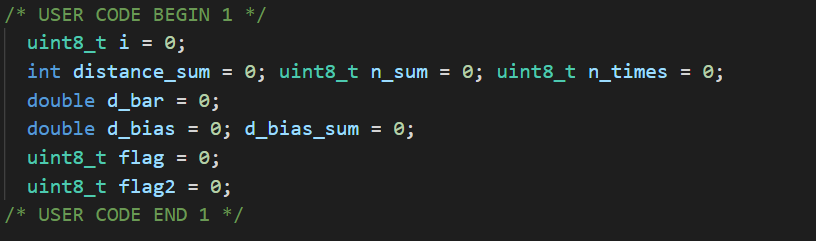 /* USER CODE BEGIN 1 */
uint8_t i = 0;
int distance_sum = 0; uint8_t n_sum = 0; uint8_t n_times = 0;
double d_bar = 0;
double d_bias = 0; d_bias_sum = 0;
uint8_t flag = 0;
uint8_t flag2 = 0;
/* USER CODE END 1 */